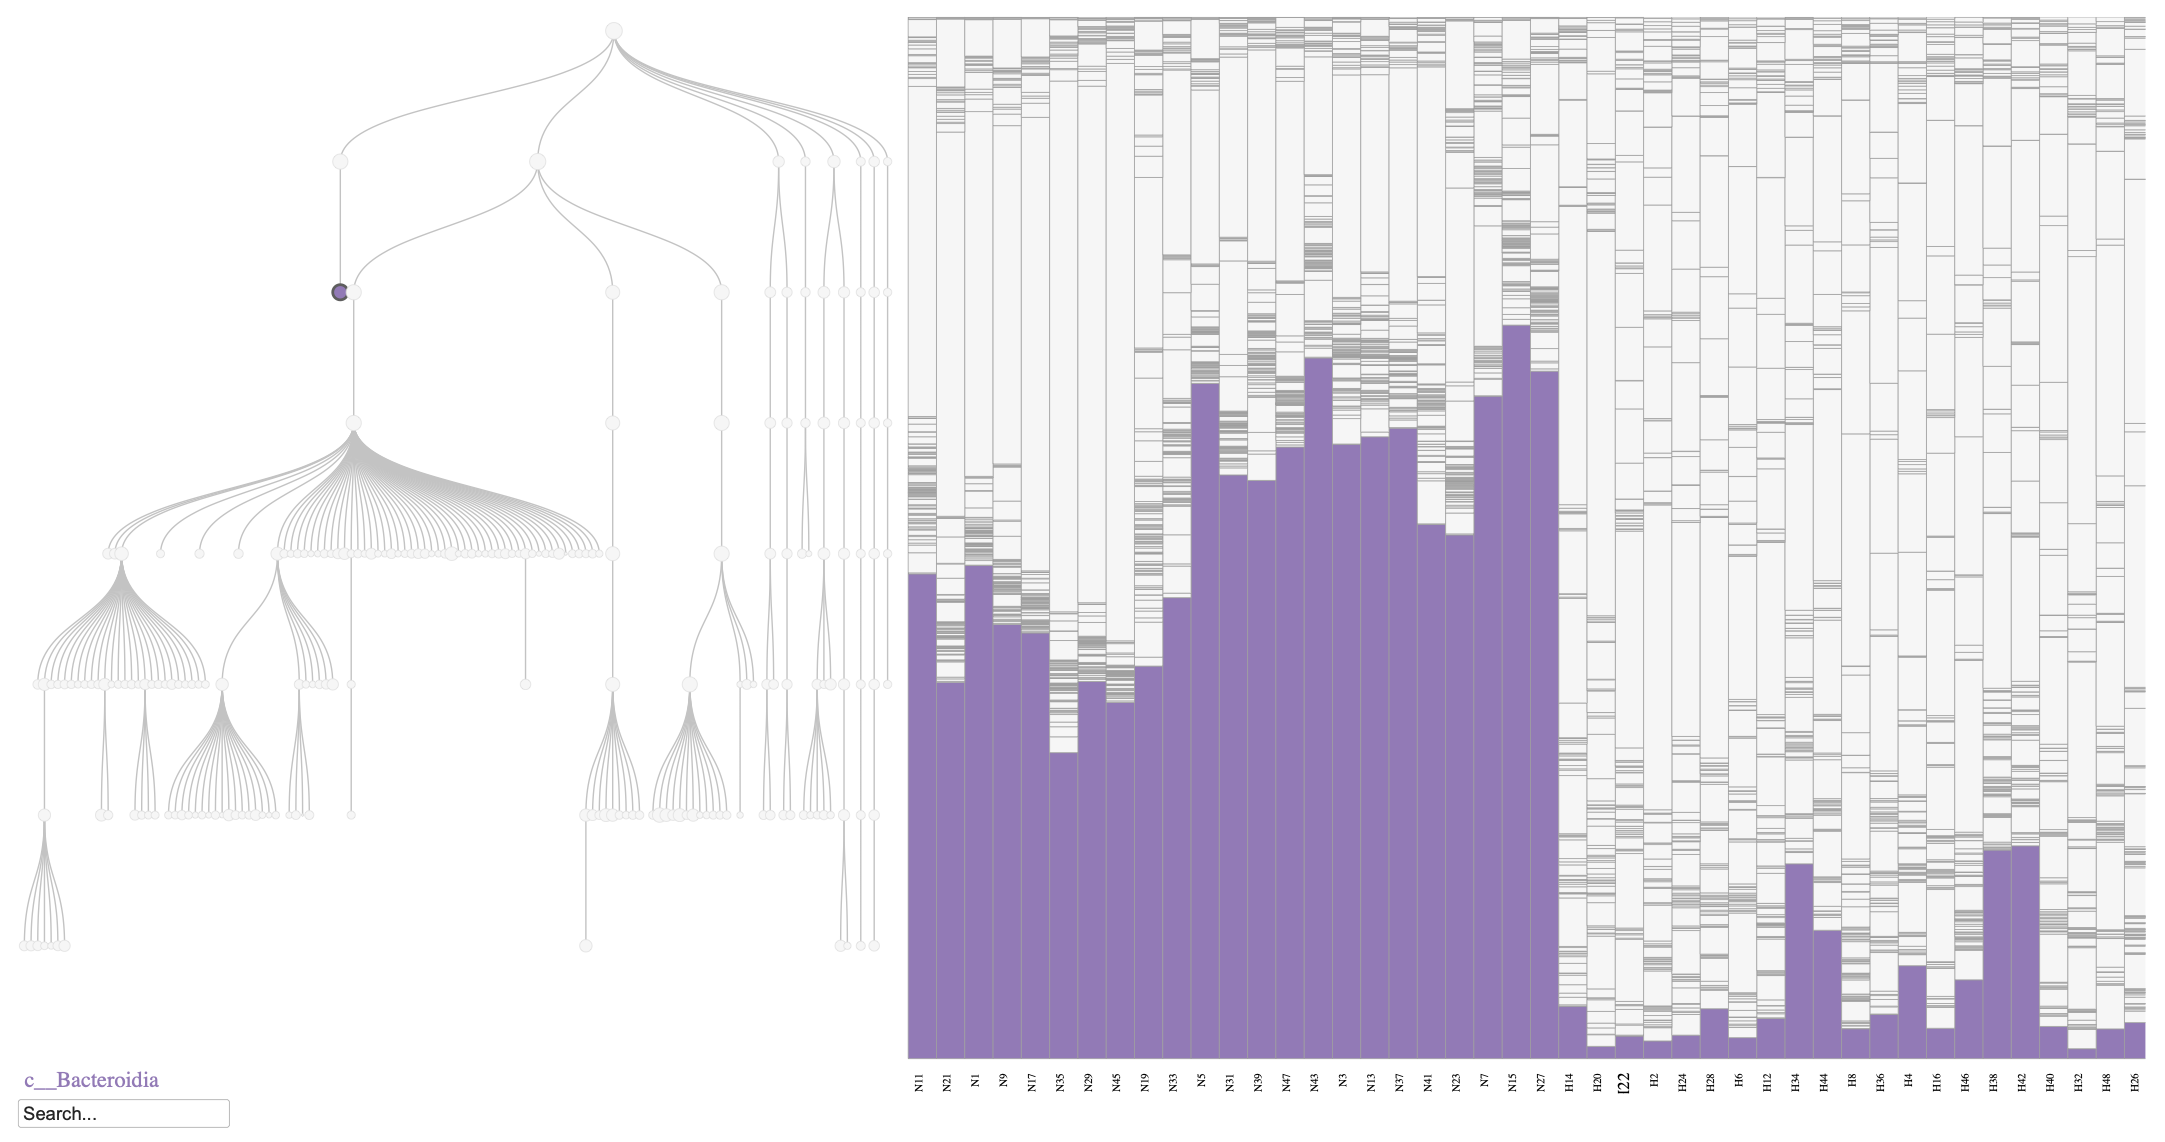 c__Bacteroidia
Search...
N11 N21 N1 N9 N17 N35 N29 N45 N19 N33 N5 N31 N39 N47 N43 N3 N13 N37 N41 N23 N7 N15 N27 H14 H20 [22 H2 H24 H28 H6 H12 H34 H44 H8 H36 H4 H16 H46 H38 H42 H40 H32 H48 H26